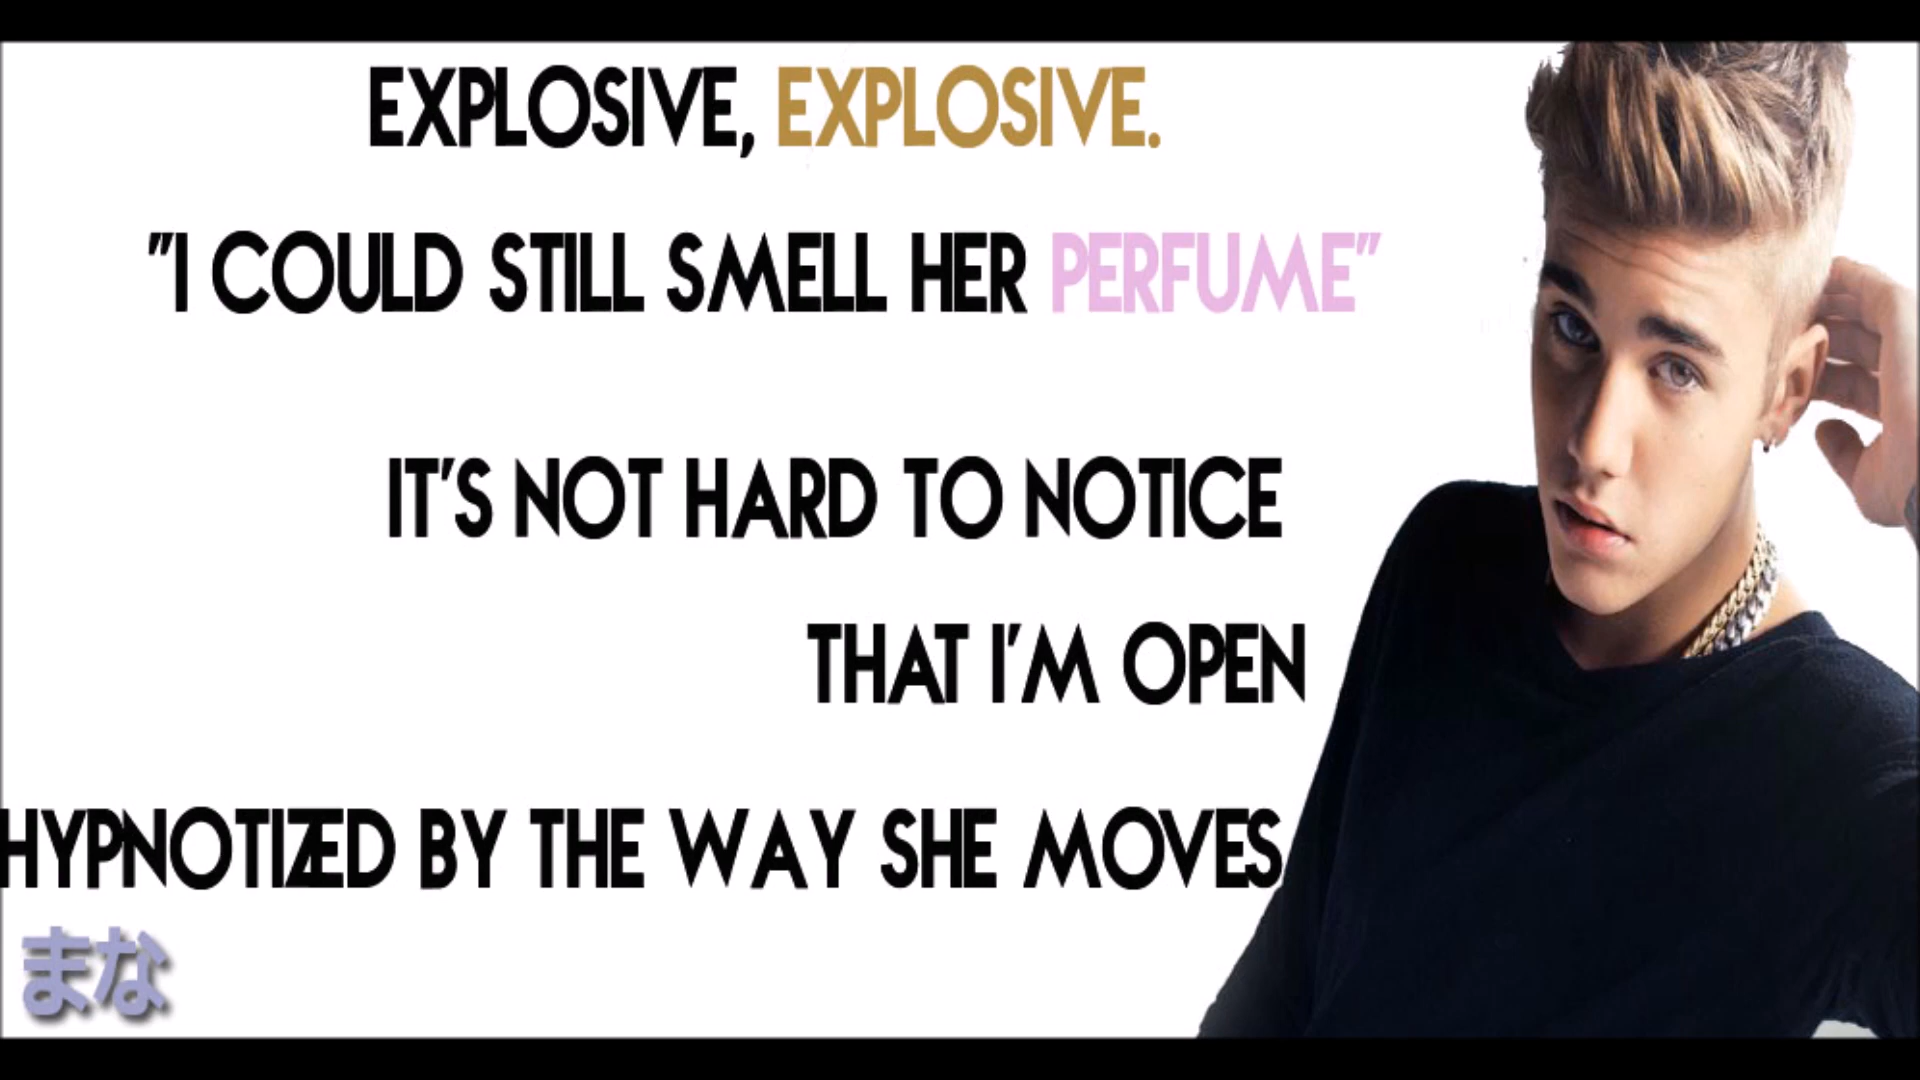 EXPLOSIVE, EXPLOSIVE.
"I COULD STILL SMELL HER PERFUME"
IT'S NOT HARD TO NOTICE
THAT I'M OPEN
HYPNOTIZED BY THE WAY SHE MOVES
まな